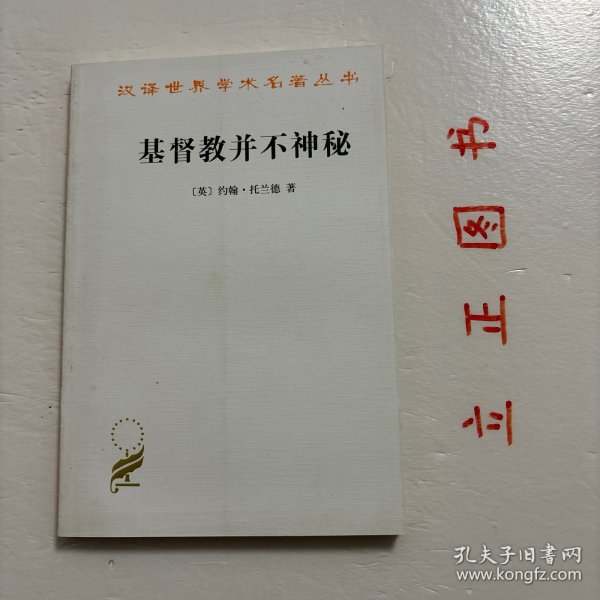 汉译世界学术名著丛书
基督教并不神秘
〔英〕约翰·托兰德 著
立正图书
孔夫子旧书网
www.kongfz.com